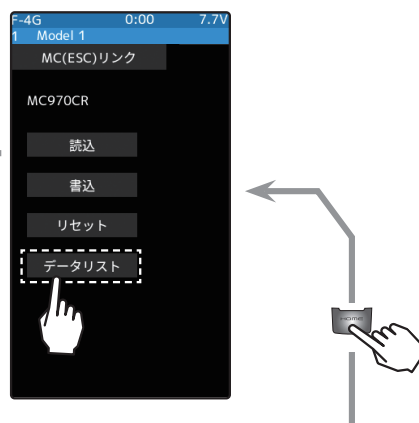 F-4G 0:00 7.7V
1 Model 1
MC(ESC)リンク
MC970CR
読込
書込
リセット
データリスト
HOME